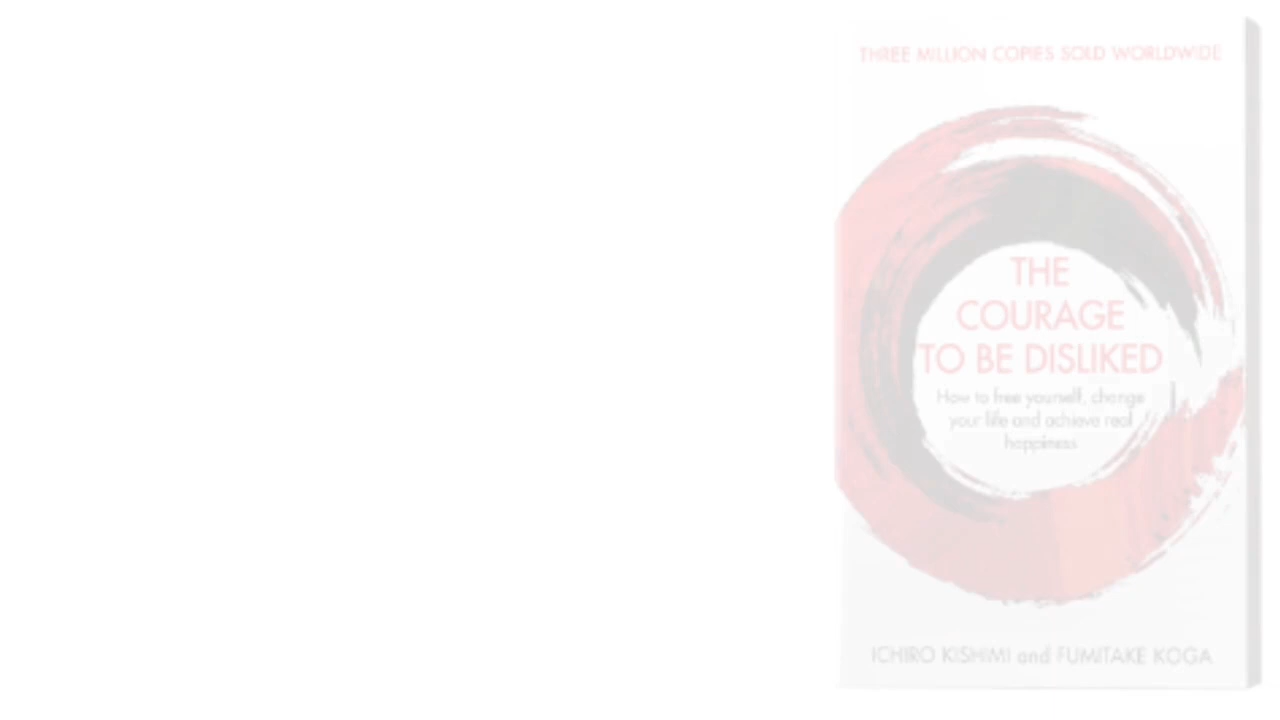 THREE MILLION COPIES SOLD WORLDWIDE
THE
COURAGE
TO BE DISLIKED
How to free yourself, change
your life and achieve real
happiness
ICHIRO KISHIMI and FUMITAKE KOGA